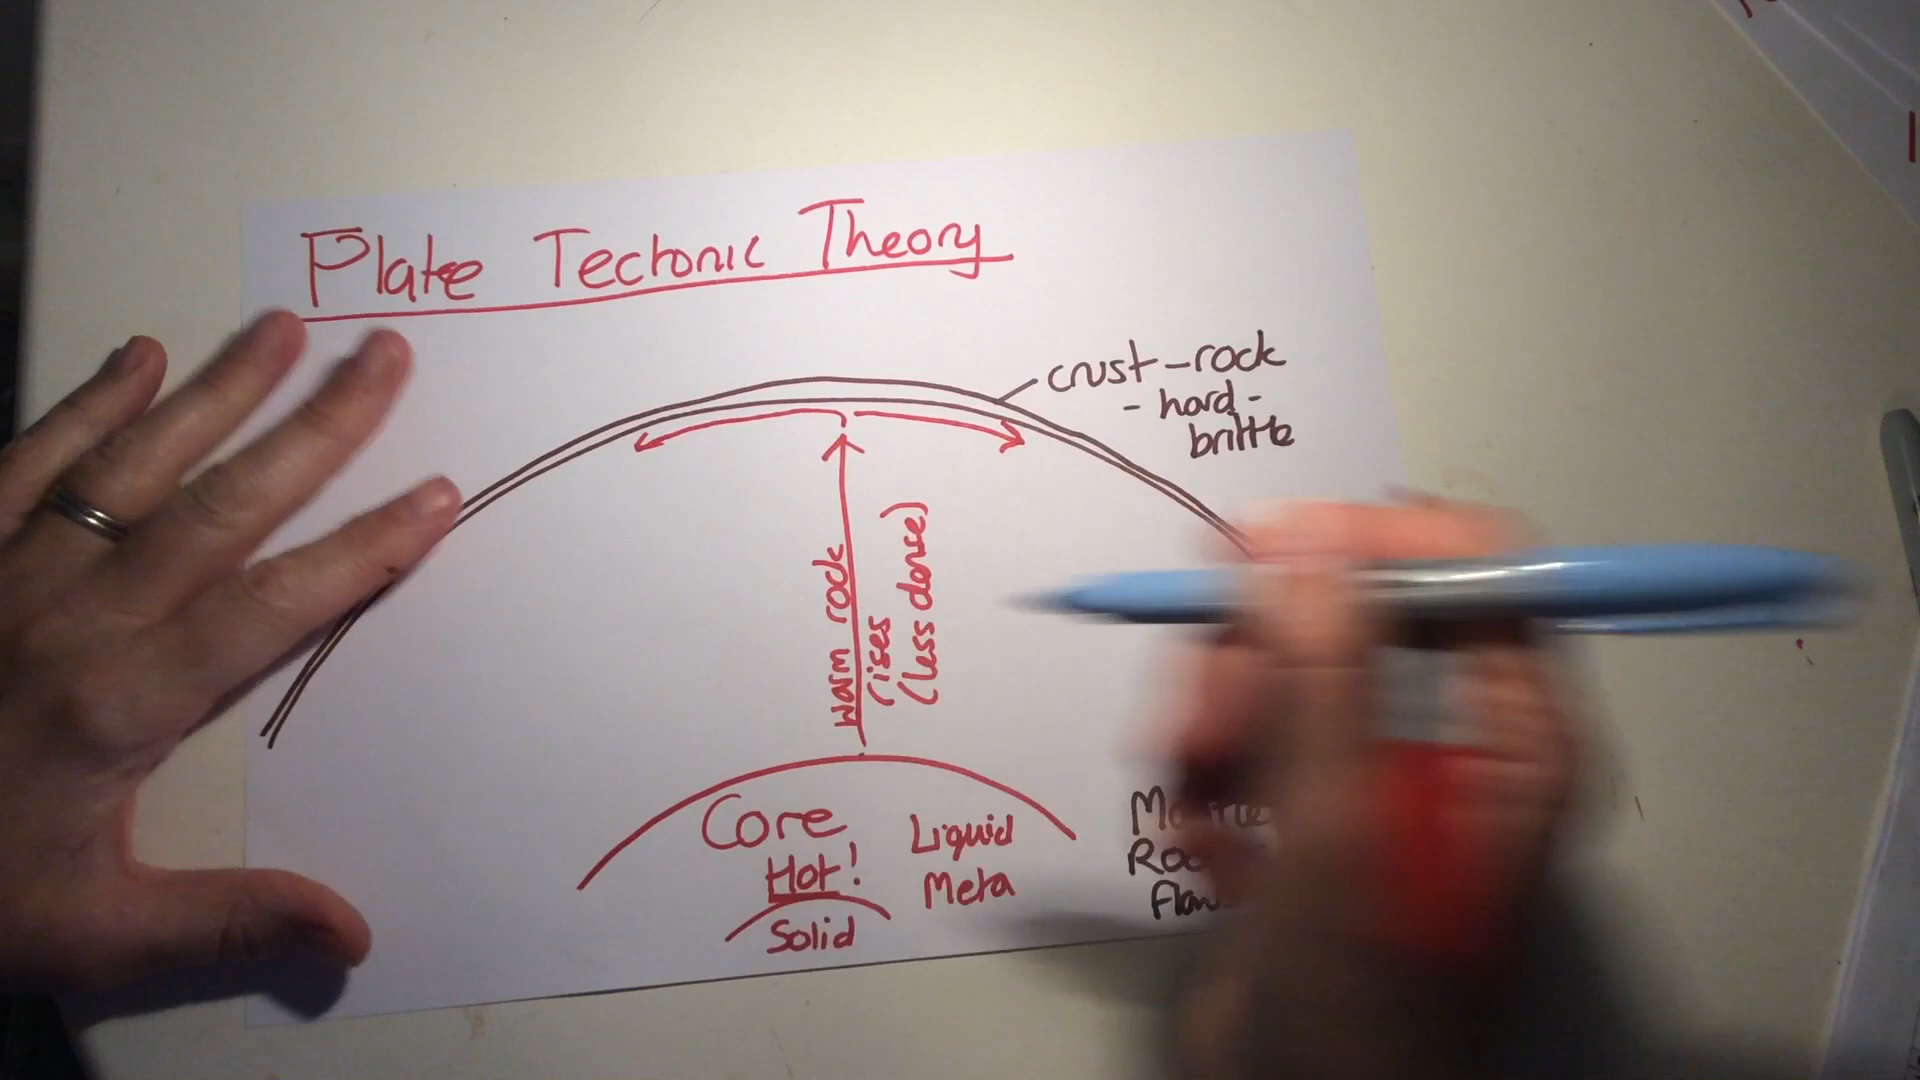 Plate Tectonic Theory
crust - rock
- hard -
brittle
warm rock
rises
(less dense)
Core
Hot!
Liquid
Meta
Solid